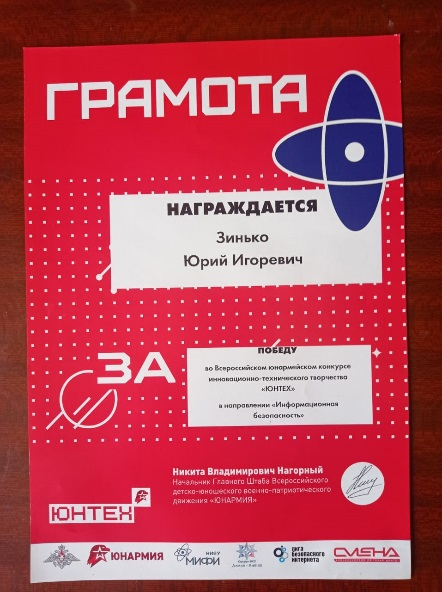 ГРАМОТА
НАГРАЖДАЕТСЯ
Зинько
Юрий Игоревич
ЗА
ПОБЕДУ
во Всероссийском юнармейском конкурсе
инновационно-технического творчества
«ЮНТЕХ»
в направлении «Информационная
безопасность»
Никита Владимирович Нагорный
Начальник Главного Штаба Всероссийского
детско-юношеского военно-патриотического
движения «ЮНАРМИЯ»
ЮНТЕХ
ЮНАРМИЯ
НИЯУ
МИФИ
лига
безопасного
интернета
СМЕНА